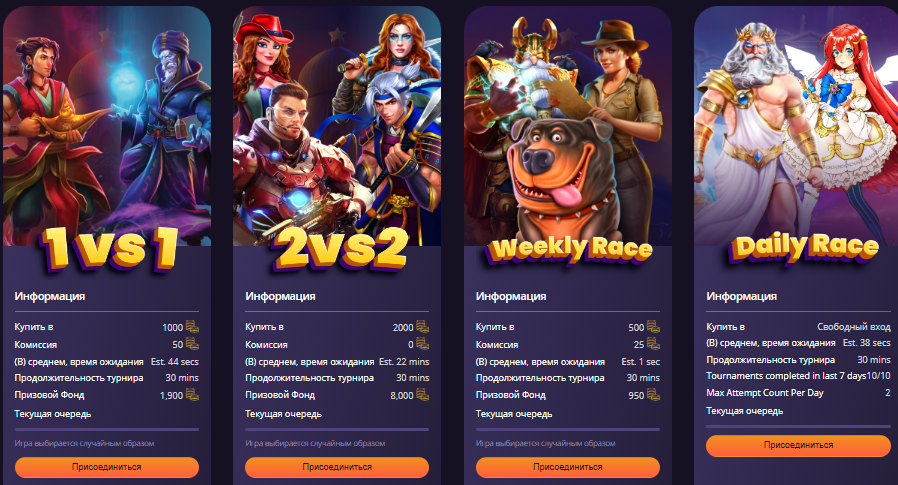 1 vs 1
Информация
Купить в 1000
Комиссия 50
(В) среднем, время ожидания Est. 44 secs
Продолжительность турнира 30 mins
Призовой Фонд 1,900
Текущая очередь
Игра выбирается случайным образом
Присоединиться
2vs2
Информация
Купить в 2000
Комиссия 0
(В) среднем, время ожидания Est. 22 mins
Продолжительность турнира 30 mins
Призовой Фонд 8,000
Текущая очередь
Игра выбирается случайным образом
Присоединиться
Weekly Race
Информация
Купить в 500
Комиссия 25
(В) среднем, время ожидания Est. 1 sec
Продолжительность турнира 30 mins
Призовой Фонд 950
Текущая очередь
Игра выбирается случайным образом
Присоединиться
Daily Race
Информация
Купить в Свободный вход
(В) среднем, время ожидания Est. 38 secs
Продолжительность турнира 30 mins
Tournaments completed in last 7 days10/10
Max Attempt Count Per Day 2
Текущая очередь
Присоединиться